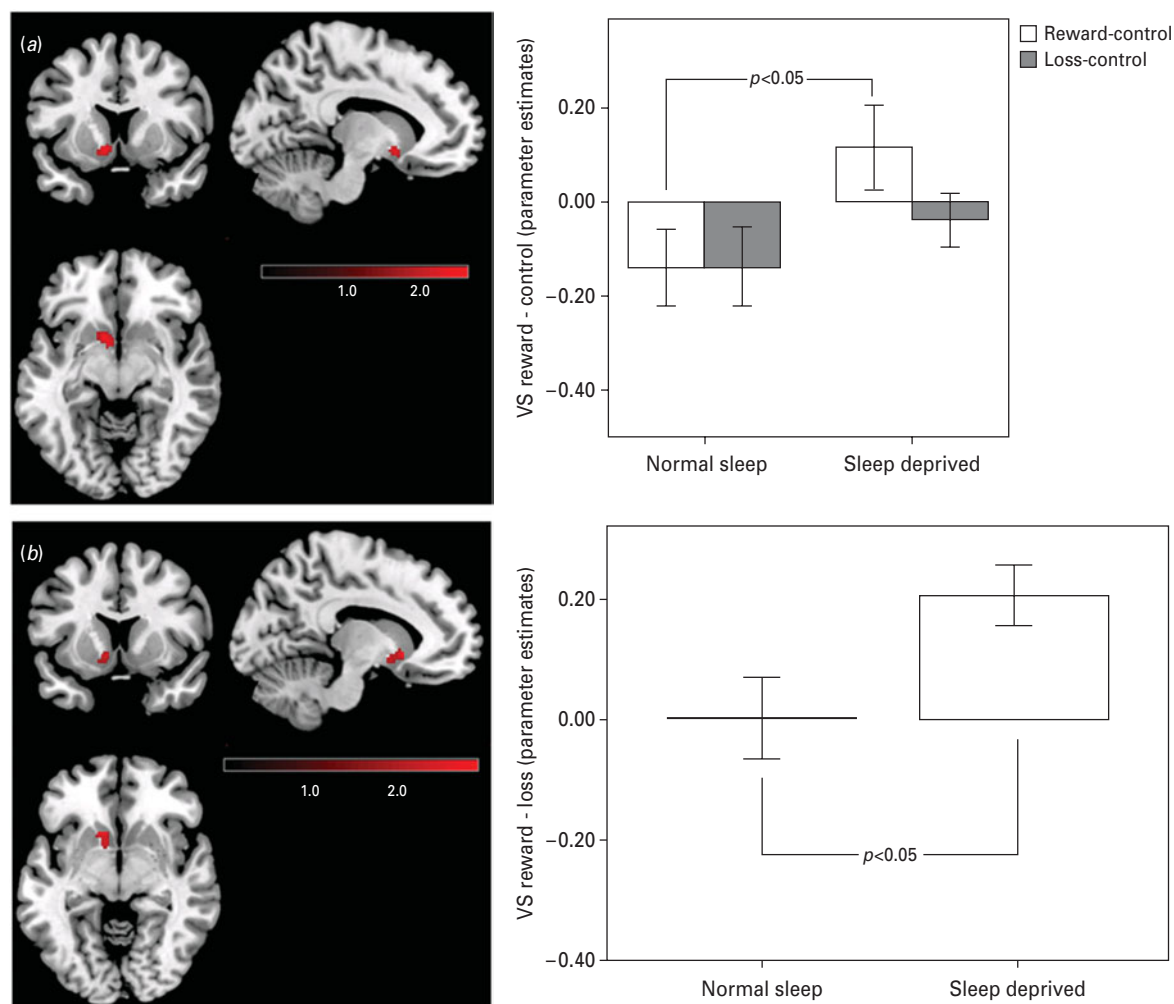 (a)
1.0 2.0
VS reward - control (parameter estimates)
0.20
0.00
−0.20
−0.40
p<0.05
Normal sleep Sleep deprived
Reward-control
Loss-control
(b)
1.0 2.0
VS reward - loss (parameter estimates)
0.20
0.00
−0.20
−0.40
p<0.05
Normal sleep Sleep deprived